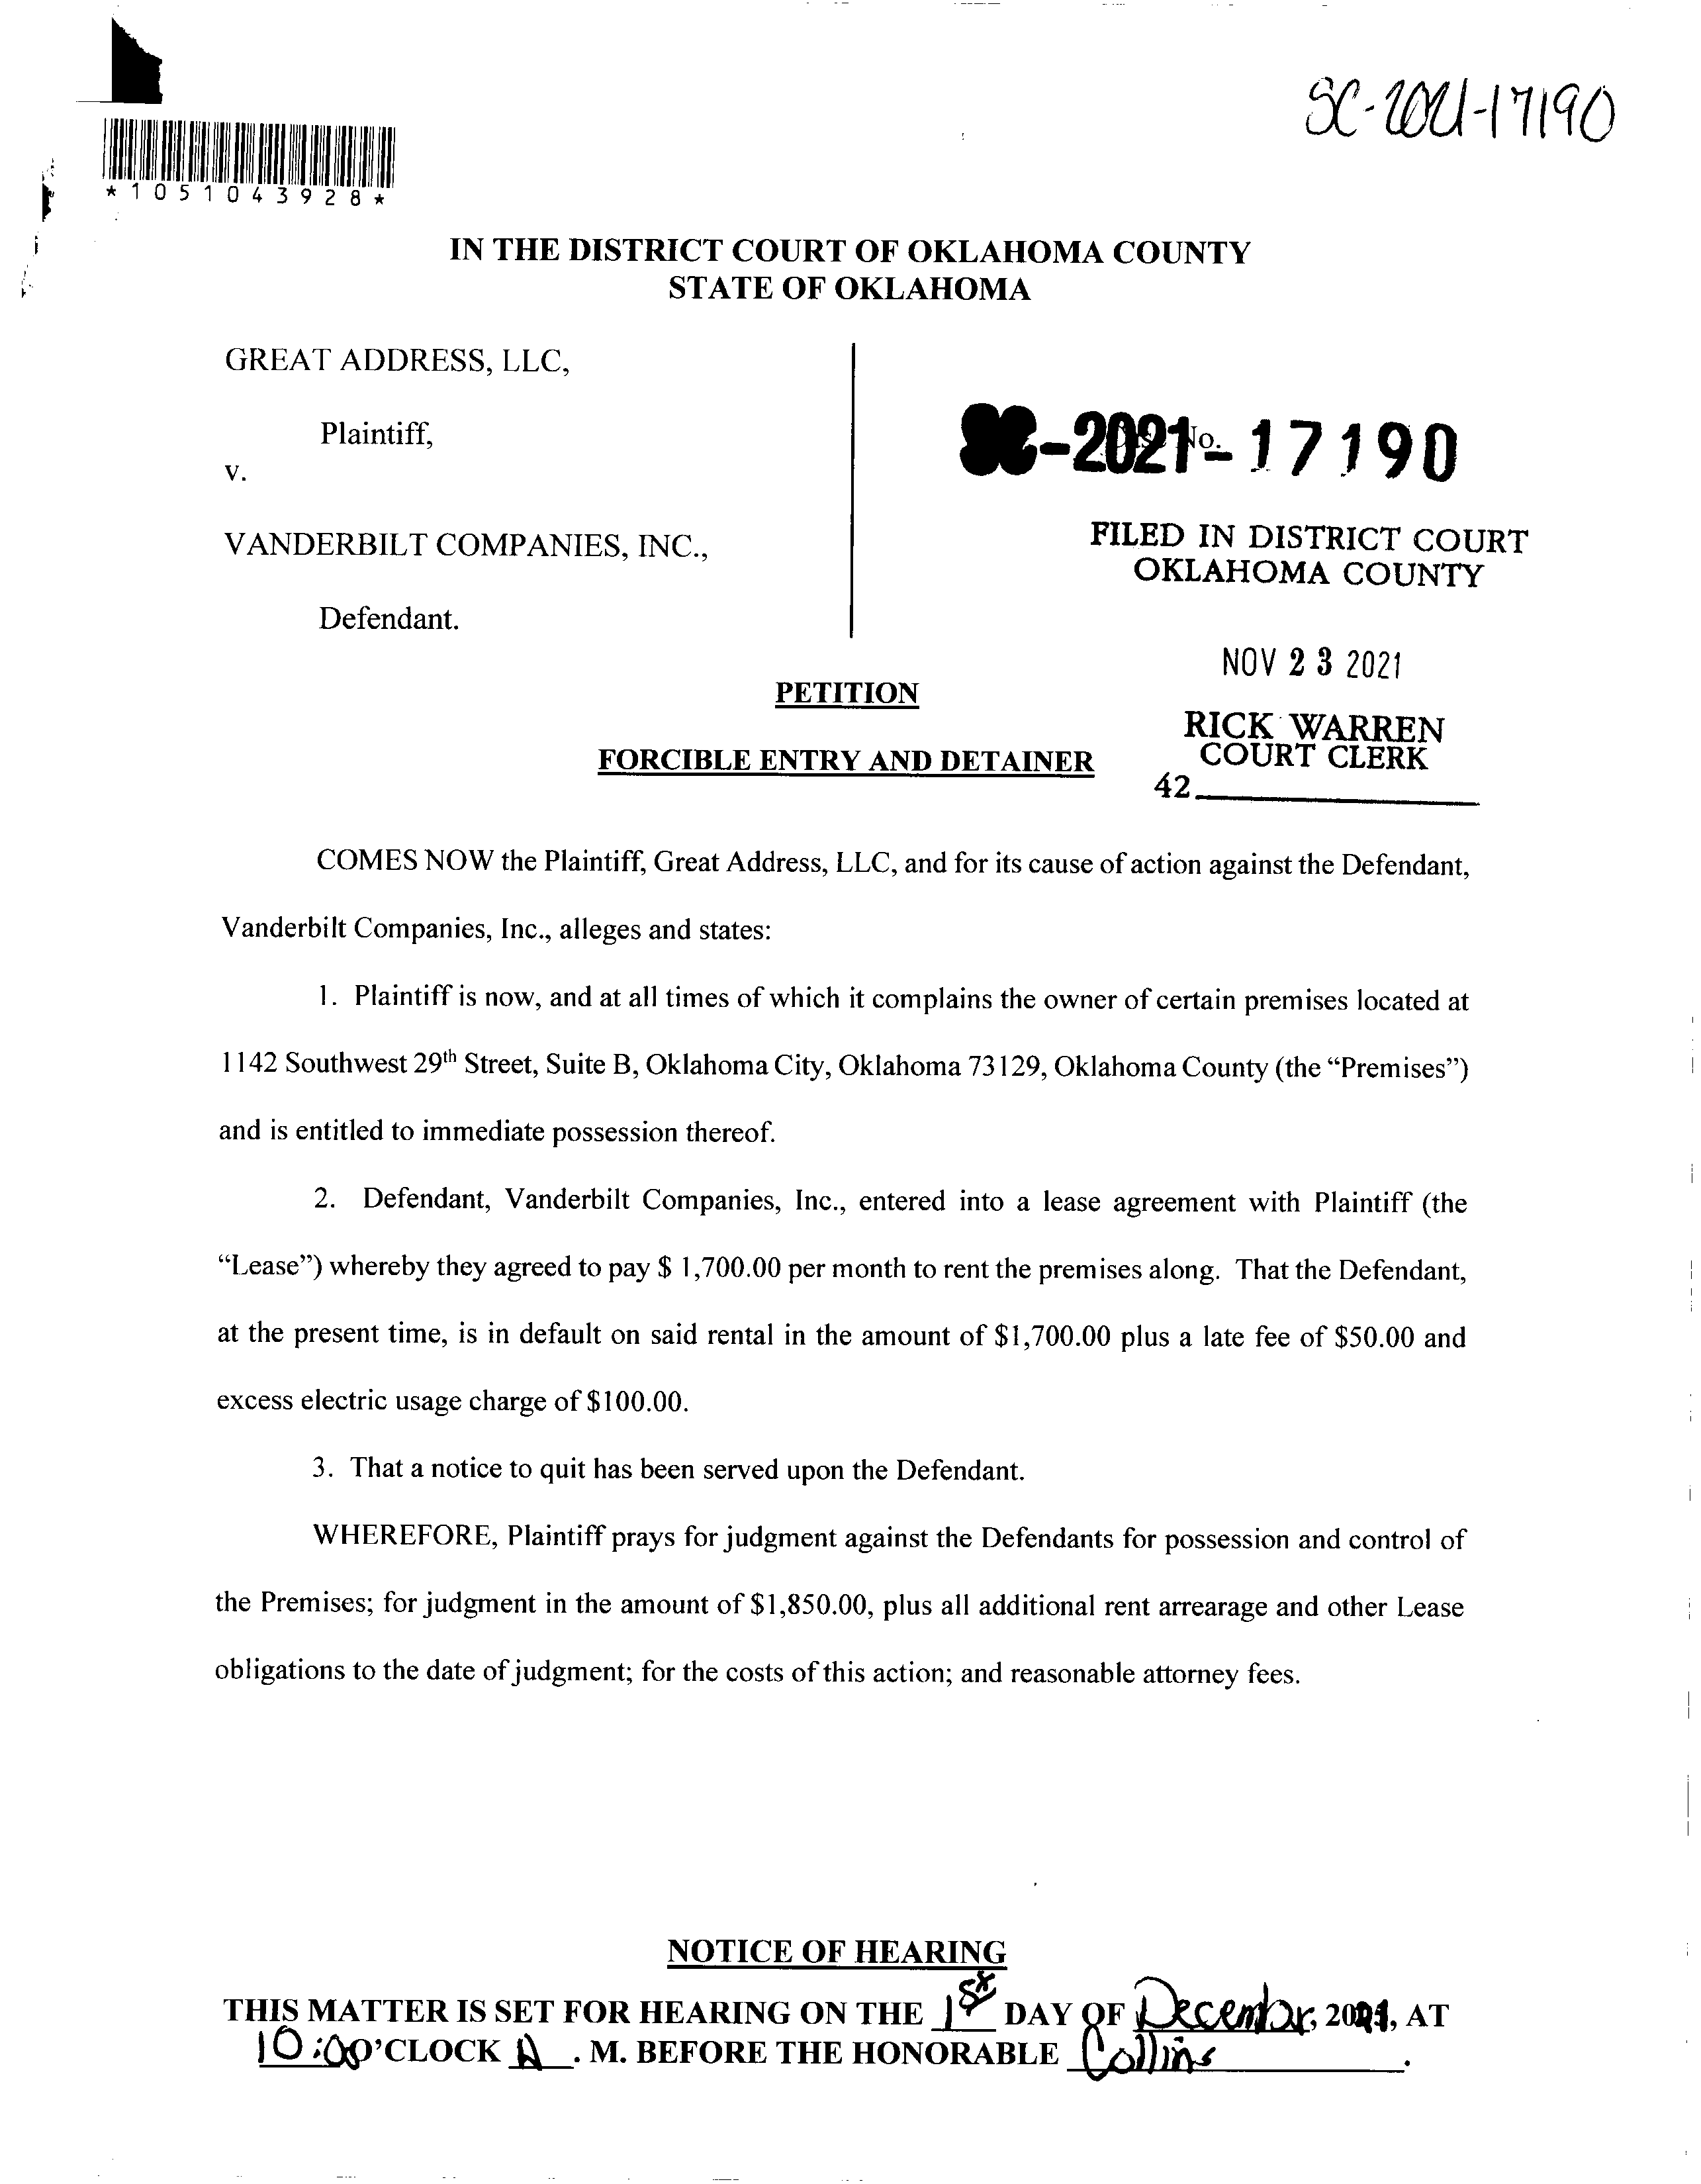 SC-2021-17190
*1051043928*
IN THE DISTRICT COURT OF OKLAHOMA COUNTY
STATE OF OKLAHOMA
GREAT ADDRESS, LLC,
Plaintiff,
v.
VANDERBILT COMPANIES, INC.,
Defendant.
SC-2021-17190
No.
FILED IN DISTRICT COURT
OKLAHOMA COUNTY
NOV 23 2021
RICK WARREN
COURT CLERK
42
PETITION
FORCIBLE ENTRY AND DETAINER
COMES NOW the Plaintiff, Great Address, LLC, and for its cause of action against the Defendant,
Vanderbilt Companies, Inc., alleges and states:
1. Plaintiff is now, and at all times of which it complains the owner of certain premises located at
1142 Southwest 29th Street, Suite B, Oklahoma City, Oklahoma 73129, Oklahoma County (the “Premises”)
and is entitled to immediate possession thereof.
2. Defendant, Vanderbilt Companies, Inc., entered into a lease agreement with Plaintiff (the
“Lease”) whereby they agreed to pay $ 1,700.00 per month to rent the premises along. That the Defendant,
at the present time, is in default on said rental in the amount of $1,700.00 plus a late fee of $50.00 and
excess electric usage charge of $100.00.
3. That a notice to quit has been served upon the Defendant.
WHEREFORE, Plaintiff prays for judgment against the Defendants for possession and control of
the Premises; for judgment in the amount of $1,850.00, plus all additional rent arrearage and other Lease
obligations to the date of judgment; for the costs of this action; and reasonable attorney fees.
NOTICE OF HEARING
THIS MATTER IS SET FOR HEARING ON THE 1st DAY OF December, 2021, AT
10:00 O’CLOCK A. M. BEFORE THE HONORABLE Collins.